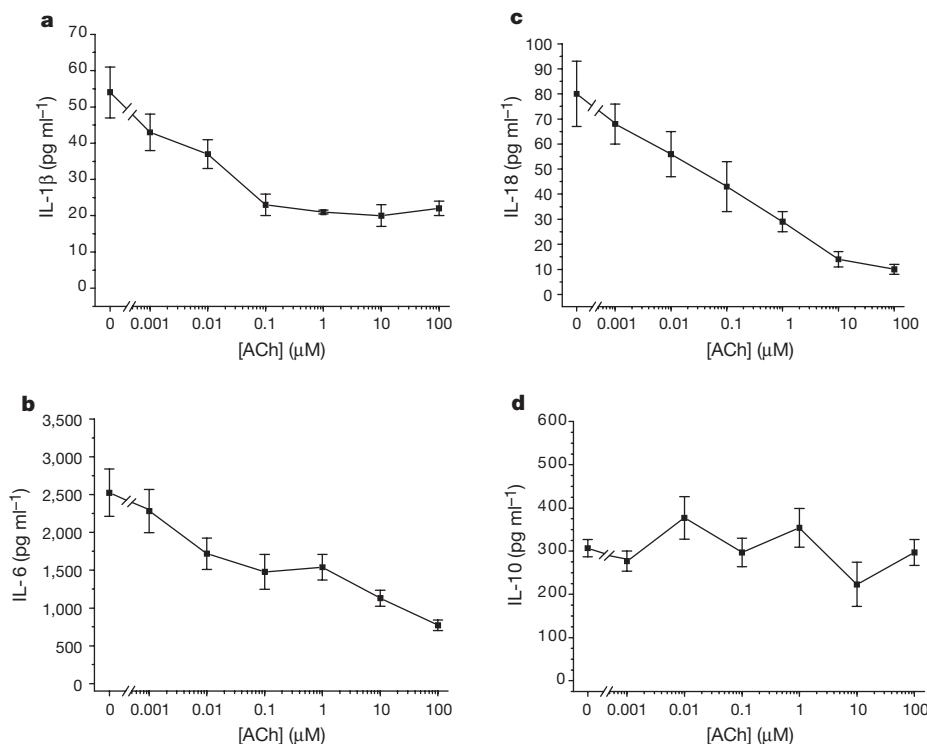 a
70
60
50
40
30
20
10
0
IL-1β (pg ml−1)
0 0.001 0.01 0.1 1 10 100
[ACh] (μM)
b
3,500
3,000
2,500
2,000
1,500
1,000
500
0
IL-6 (pg ml−1)
0 0.001 0.01 0.1 1 10 100
[ACh] (μM)
c
100
90
80
70
60
50
40
30
20
10
0
IL-18 (pg ml−1)
0 0.001 0.01 0.1 1 10 100
[ACh] (μM)
d
600
500
400
300
200
100
0
IL-10 (pg ml−1)
0 0.001 0.01 0.1 1 10 100
[ACh] (μM)